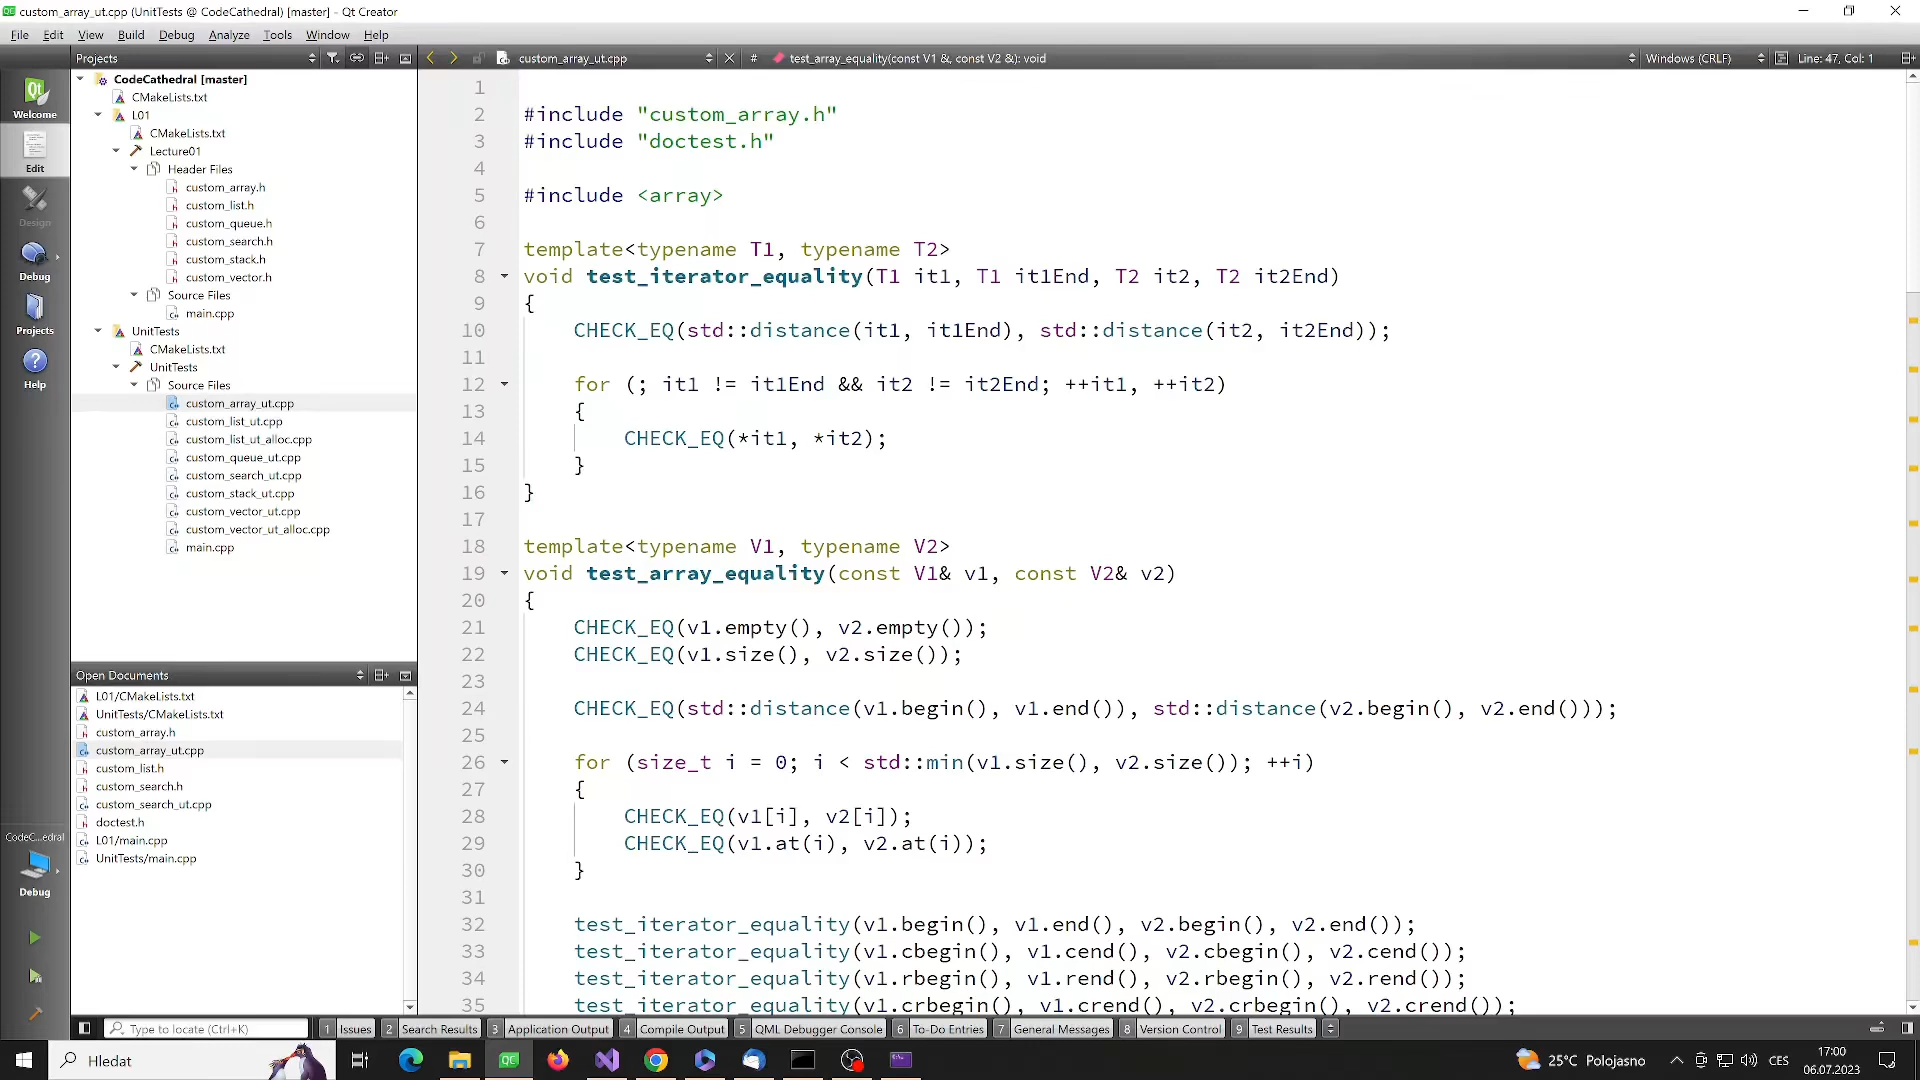 custom_array_ut.cpp (UnitTests @ CodeCathedral) [master] - Qt Creator
File Edit View Build Debug Analyze Tools Window Help
Projects
custom_array_ut.cpp
# test_array_equality(const V1 &, const V2 &): void
Windows (CRLF)
Line: 47, Col: 1
Welcome
Edit
Design
Debug
Projects
Help
CodeC...edral
Debug
CodeCathedral [master]
CMakeLists.txt
L01
CMakeLists.txt
Lecture01
Header Files
custom_array.h
custom_list.h
custom_queue.h
custom_search.h
custom_stack.h
custom_vector.h
Source Files
main.cpp
UnitTests
CMakeLists.txt
UnitTests
Source Files
custom_array_ut.cpp
custom_list_ut.cpp
custom_list_ut_alloc.cpp
custom_queue_ut.cpp
custom_search_ut.cpp
custom_stack_ut.cpp
custom_vector_ut.cpp
custom_vector_ut_alloc.cpp
main.cpp
Open Documents
L01/CMakeLists.txt
UnitTests/CMakeLists.txt
custom_array.h
custom_array_ut.cpp
custom_list.h
custom_search.h
custom_search_ut.cpp
doctest.h
L01/main.cpp
UnitTests/main.cpp
1
2 #include "custom_array.h"
3 #include "doctest.h"
4
5 #include <array>
6
7 template<typename T1, typename T2>
8 void test_iterator_equality(T1 it1, T1 it1End, T2 it2, T2 it2End)
9 {
10 CHECK_EQ(std::distance(it1, it1End), std::distance(it2, it2End));
11
12 for (; it1 != it1End && it2 != it2End; ++it1, ++it2)
13 {
14 CHECK_EQ(*it1, *it2);
15 }
16 }
17
18 template<typename V1, typename V2>
19 void test_array_equality(const V1& v1, const V2& v2)
20 {
21 CHECK_EQ(v1.empty(), v2.empty());
22 CHECK_EQ(v1.size(), v2.size());
23
24 CHECK_EQ(std::distance(v1.begin(), v1.end()), std::distance(v2.begin(), v2.end()));
25
26 for (size_t i = 0; i < std::min(v1.size(), v2.size()); ++i)
27 {
28 CHECK_EQ(v1[i], v2[i]);
29 CHECK_EQ(v1.at(i), v2.at(i));
30 }
31
32 test_iterator_equality(v1.begin(), v1.end(), v2.begin(), v2.end());
33 test_iterator_equality(v1.cbegin(), v1.cend(), v2.cbegin(), v2.cend());
34 test_iterator_equality(v1.rbegin(), v1.rend(), v2.rbegin(), v2.rend());
35 test_iterator_equality(v1.crbegin(), v1.crend(), v2.crbegin(), v2.crend());
Type to locate (Ctrl+K)
1 Issues 2 Search Results 3 Application Output 4 Compile Output 5 QML Debugger Console 6 To-Do Entries 7 General Messages 8 Version Control 9 Test Results
Hledat
25°C Polojasno
CES
17:00
06.07.2023